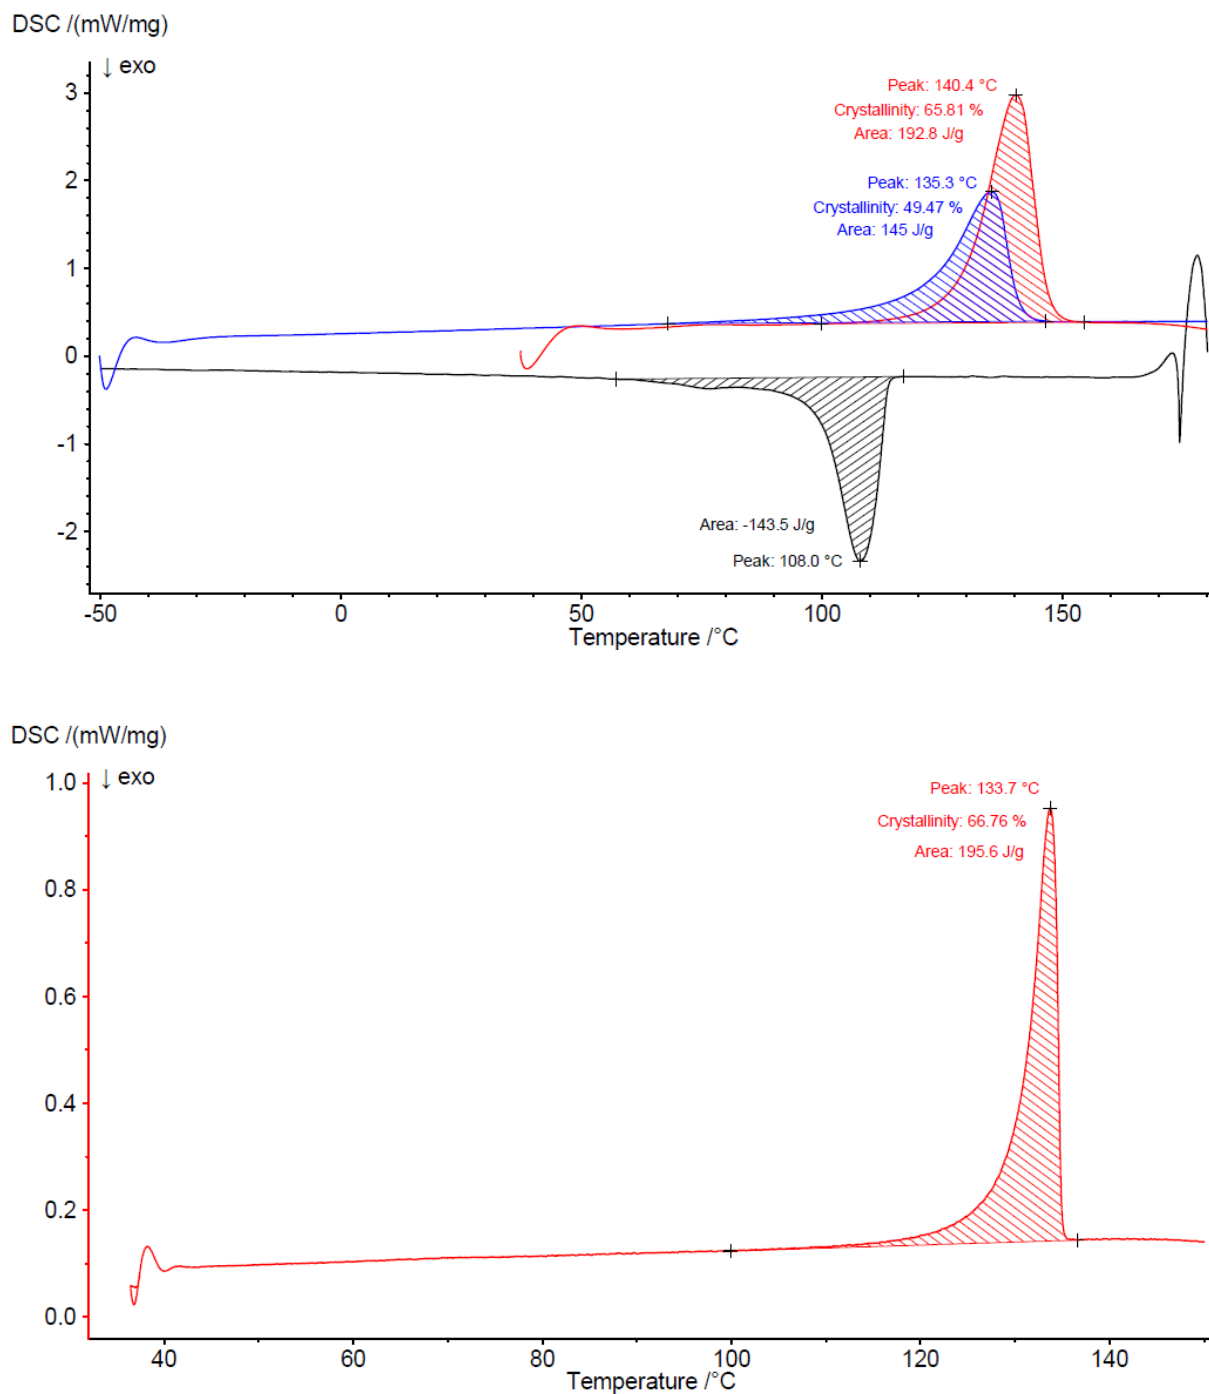 DSC /(mW/mg)
↓ exo
3
2
1
0
-1
-2
Peak: 140.4 °C
Crystallinity: 65.81 %
Area: 192.8 J/g
Peak: 135.3 °C
Crystallinity: 49.47 %
Area: 145 J/g
Area: -143.5 J/g
Peak: 108.0 °C
-50 0 50 100 150
Temperature /°C
DSC /(mW/mg)
↓ exo
1.0
0.8
0.6
0.4
0.2
0.0
Peak: 133.7 °C
Crystallinity: 66.76 %
Area: 195.6 J/g
40 60 80 100 120 140
Temperature /°C